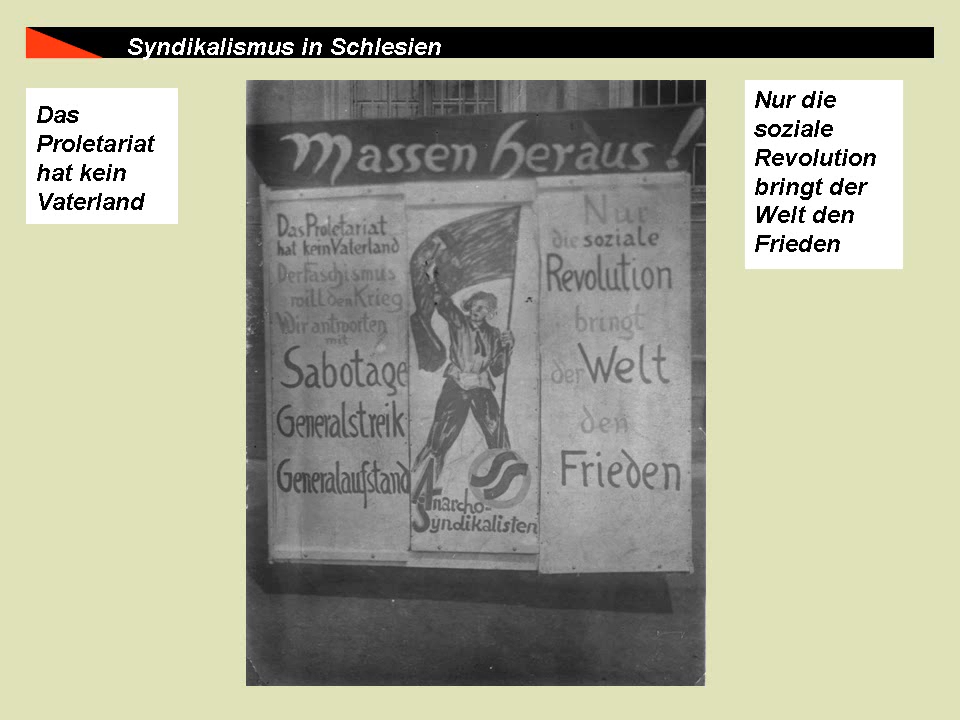 Syndikalismus in Schlesien
Das
Proletariat
hat kein
Vaterland
Massen heraus!
Das Proletariat
hat kein Vaterland
Der Faschismus
will den Krieg
Wir antworten
mit
Sabotage
Generalstreik
Generalaufstand
Anarcho-
Syndikalisten
Nur
die soziale
Revolution
bringt
der Welt
den
Frieden
Nur die
soziale
Revolution
bringt der
Welt den
Frieden